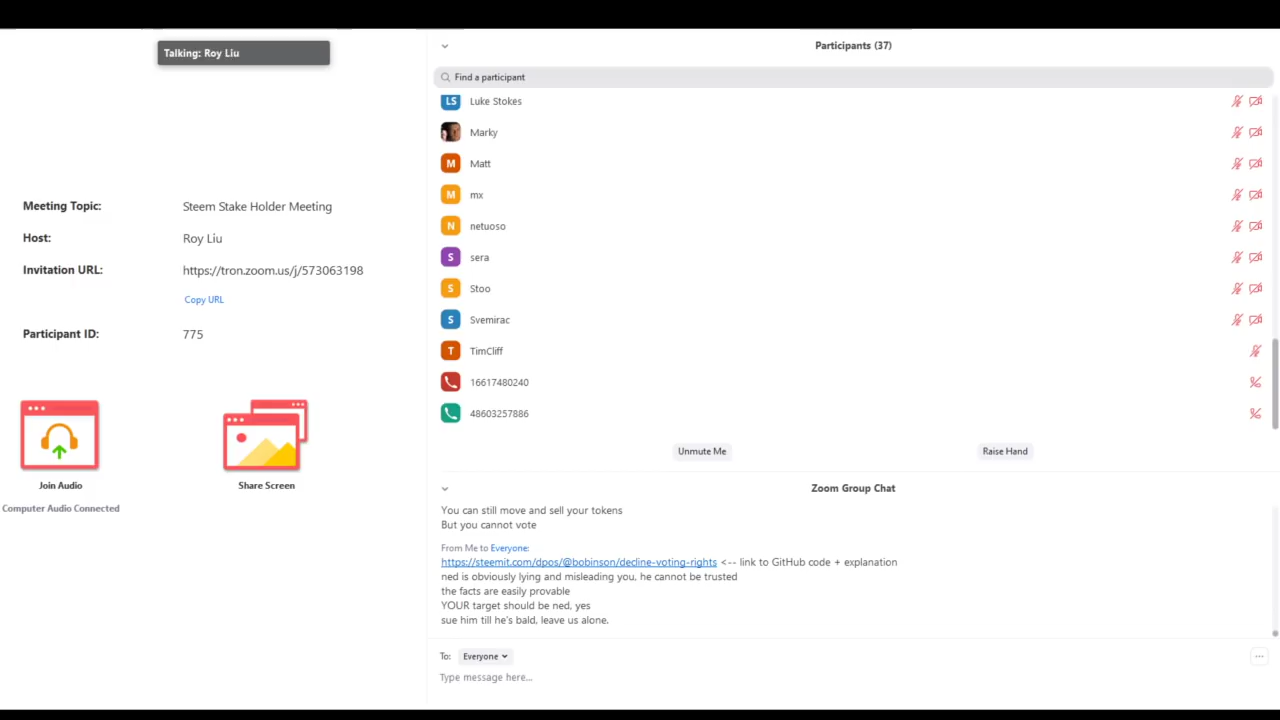 Talking: Roy Liu
Meeting Topic: Steem Stake Holder Meeting
Host: Roy Liu
Invitation URL: https://tron.zoom.us/j/573063198
Copy URL
Participant ID: 775
Join Audio
Share Screen
Computer Audio Connected
Participants (37)
Find a participant
LS Luke Stokes
Marky
M Matt
M mx
N netuoso
S sera
S Stoo
S Svemirac
T TimCliff
16617480240
48603257886
Unmute Me
Raise Hand
Zoom Group Chat
You can still move and sell your tokens
But you cannot vote
From Me to Everyone:
https://steemit.com/dpos/@bobinson/decline-voting-rights <-- link to GitHub code + explanation
ned is obviously lying and misleading you, he cannot be trusted
the facts are easily provable
YOUR target should be ned, yes
sue him till he's bald, leave us alone.
To: Everyone
Type message here...